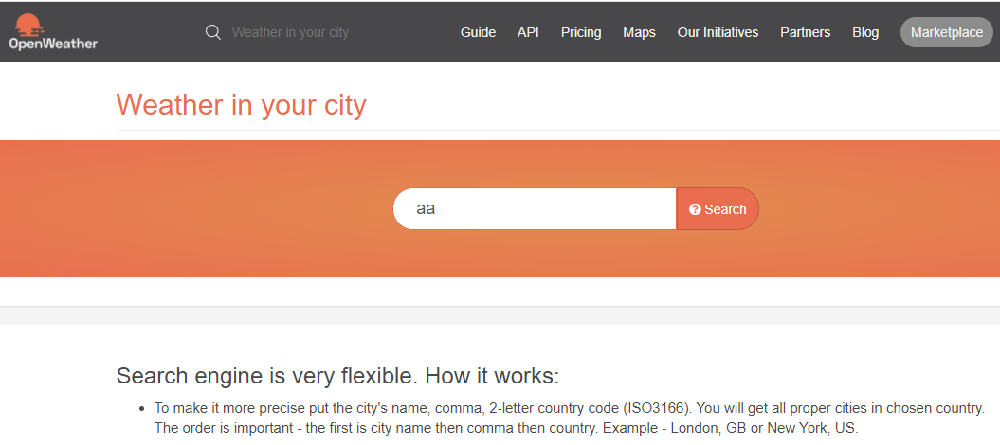 OpenWeather
Weather in your city
Guide
API
Pricing
Maps
Our Initiatives
Partners
Blog
Marketplace
Weather in your city
aa
Search
Search engine is very flexible. How it works:
To make it more precise put the city's name, comma, 2-letter country code (ISO3166). You will get all proper cities in chosen country.
The order is important - the first is city name then comma then country. Example - London, GB or New York, US.